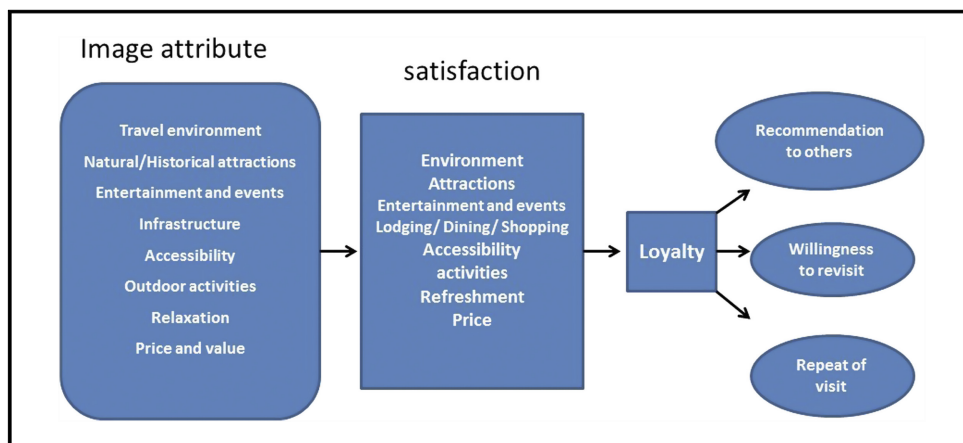 Image attribute
Travel environment
Natural/Historical attractions
Entertainment and events
Infrastructure
Accessibility
Outdoor activities
Relaxation
Price and value
satisfaction
Environment
Attractions
Entertainment and events
Lodging/ Dining/ Shopping
Accessibility
activities
Refreshment
Price
Loyalty
Recommendation
to others
Willingness
to revisit
Repeat of
visit